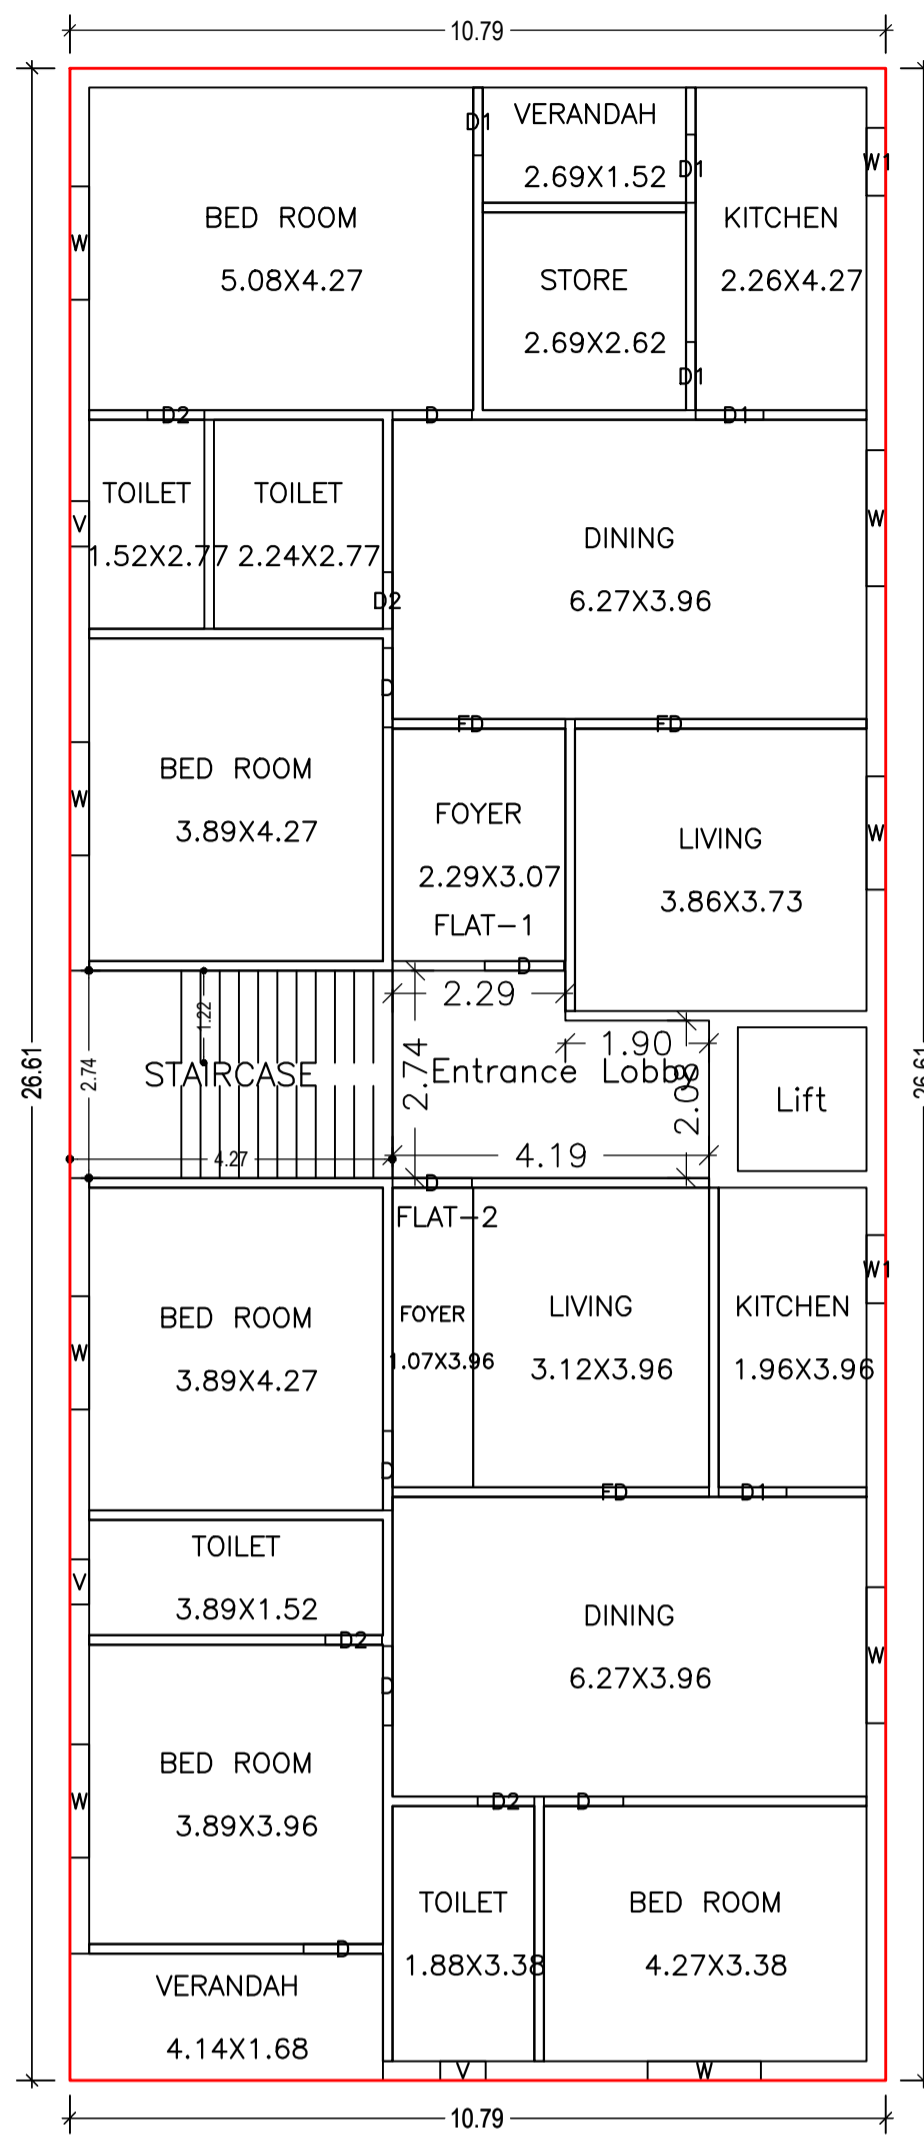 10.79
VERANDAH
2.69X1.52
D1
D1
W1
BED ROOM
5.08X4.27
KITCHEN
2.26X4.27
W
STORE
2.69X2.62
D1
D2
D
D1
TOILET
1.52X2.77
TOILET
2.24X2.77
V
DINING
6.27X3.96
W
D2
D
FD
FD
BED ROOM
3.89X4.27
W
FOYER
2.29X3.07
FLAT-1
LIVING
3.86X3.73
W
D
2.29
1.22
1.90
26.61
2.74
STAIRCASE
2.74
Entrance Lobby
2.08
Lift
26.61
4.27
4.19
D
FLAT-2
W1
BED ROOM
3.89X4.27
W
FOYER
1.07X3.96
LIVING
3.12X3.96
KITCHEN
1.96X3.96
D
FD
D1
TOILET
3.89X1.52
V
D2
DINING
6.27X3.96
W
D
BED ROOM
3.89X3.96
W
D2
D
TOILET
1.88X3.38
BED ROOM
4.27X3.38
D
VERANDAH
4.14X1.68
V
W
10.79